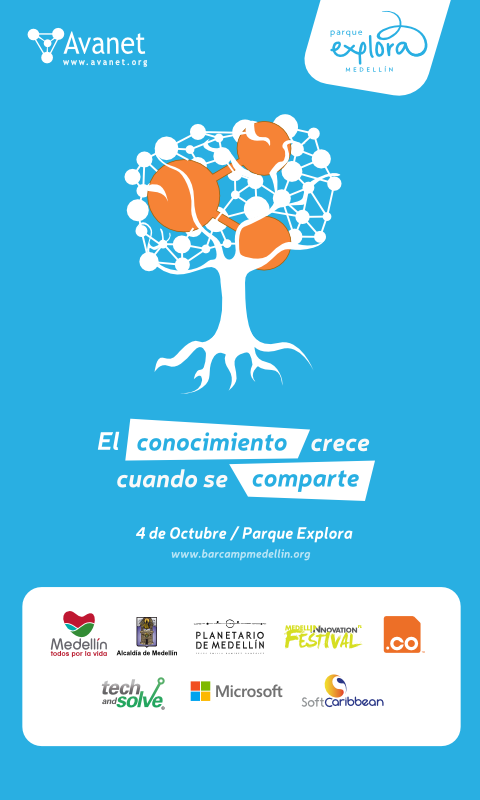 Avanet
www.avanet.org
parque
explora
MEDELLÍN
El conocimiento crece
cuando se comparte
4 de Octubre / Parque Explora
www.barcampmedellin.org
Medellín
todos por la vida
Alcaldía de Medellín
PLANETARIO
DE MEDELLÍN
MEDELLIN INNOVATION
FESTIVAL
.co
tech
and solve
Microsoft
SoftCaribbean